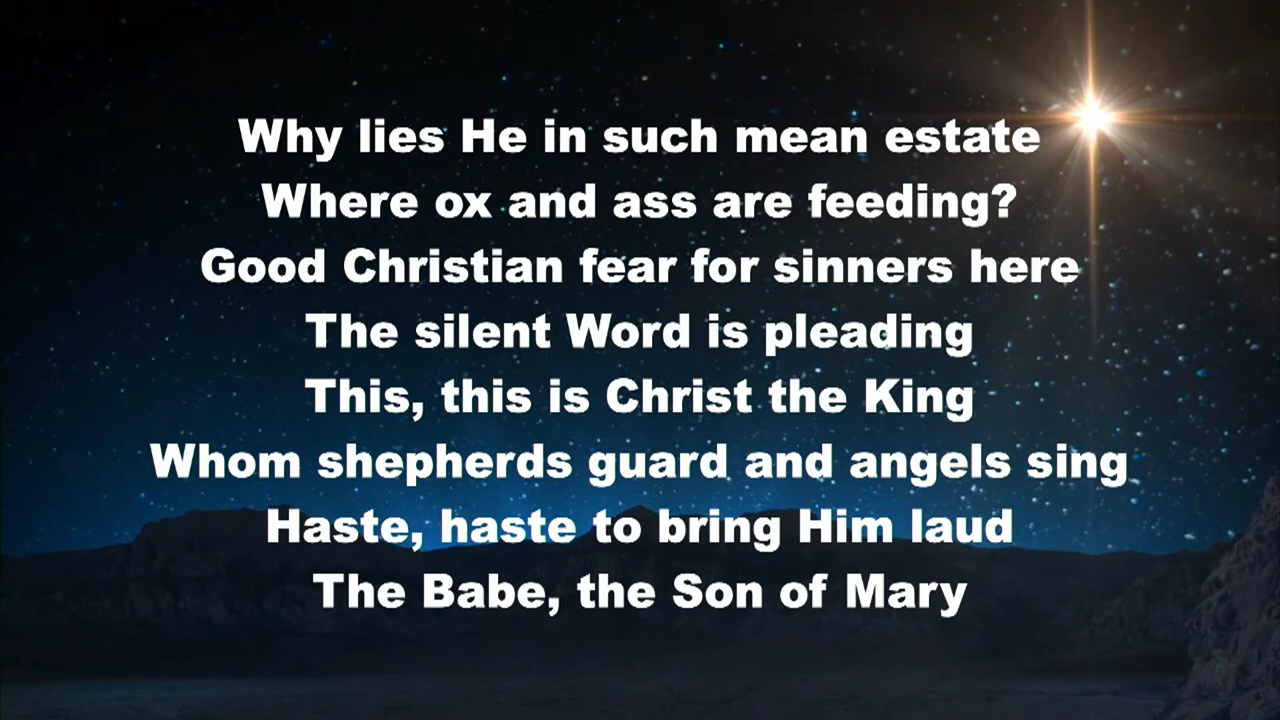 Why lies He in such mean estate
Where ox and ass are feeding?
Good Christian fear for sinners here
The silent Word is pleading
This, this is Christ the King
Whom shepherds guard and angels sing
Haste, haste to bring Him laud
The Babe, the Son of Mary